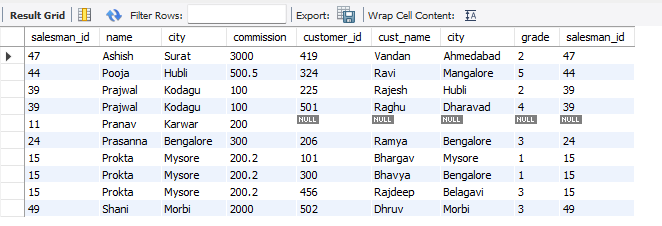 Result Grid Filter Rows: Export: Wrap Cell Content: IA
salesman_id name city commission customer_id cust_name city grade salesman_id
47 Ashish Surat 3000 419 Vandan Ahmedabad 2 47
44 Pooja Hubli 500.5 324 Ravi Mangalore 5 44
39 Prajwal Kodagu 100 225 Rajesh Hubli 2 39
39 Prajwal Kodagu 100 501 Raghu Dharavad 4 39
11 Pranav Karwar 200 NULL NULL NULL NULL NULL
24 Prasanna Bengalore 300 206 Ramya Bengalore 3 24
15 Prokta Mysore 200.2 101 Bhargav Mysore 1 15
15 Prokta Mysore 200.2 300 Bhavya Bengalore 1 15
15 Prokta Mysore 200.2 456 Rajdeep Belagavi 3 15
49 Shani Morbi 2000 502 Dhruv Morbi 3 49